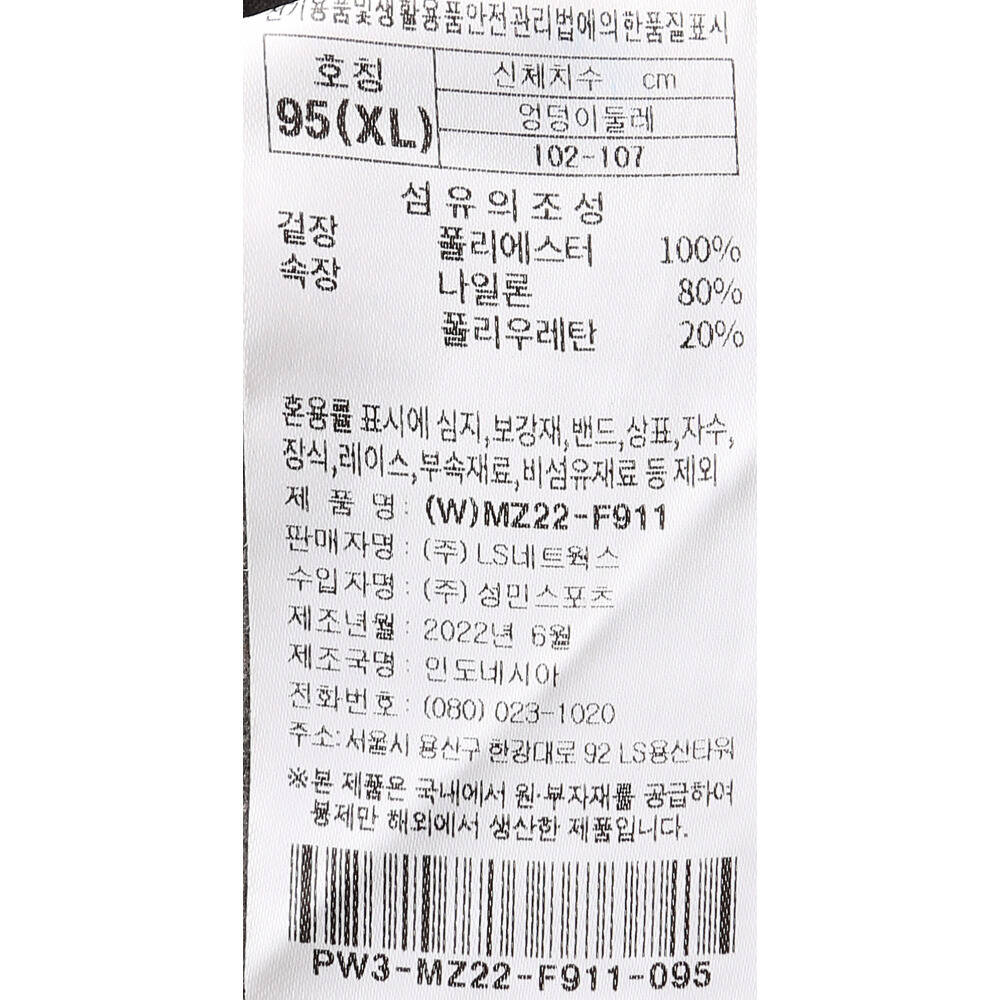 전기용품및생활용품안전관리법에의한품질표시
호칭
95(XL)
신체치수 cm
엉덩이둘레
102-107
섬유의조성
겉장 폴리에스터 100%
속장 나일론 80%
폴리우레탄 20%
혼용률 표시에 심지,보강재,밴드,상표,자수,
장식,레이스,부속재료,비섬유재료 등 제외
제 품 명: (W)MZ22-F911
판매자명: (주) LS네트웍스
수입자명: (주) 성민스포츠
제조년월: 2022년 6월
제조국명: 인도네시아
전화번호: (080) 023-1020
주소: 서울시 용산구 한강대로 92 LS용산타워
※본 제품은 국내에서 원·부자재를 공급하여
봉제만 해외에서 생산한 제품입니다.
PW3-MZ22-F911-095